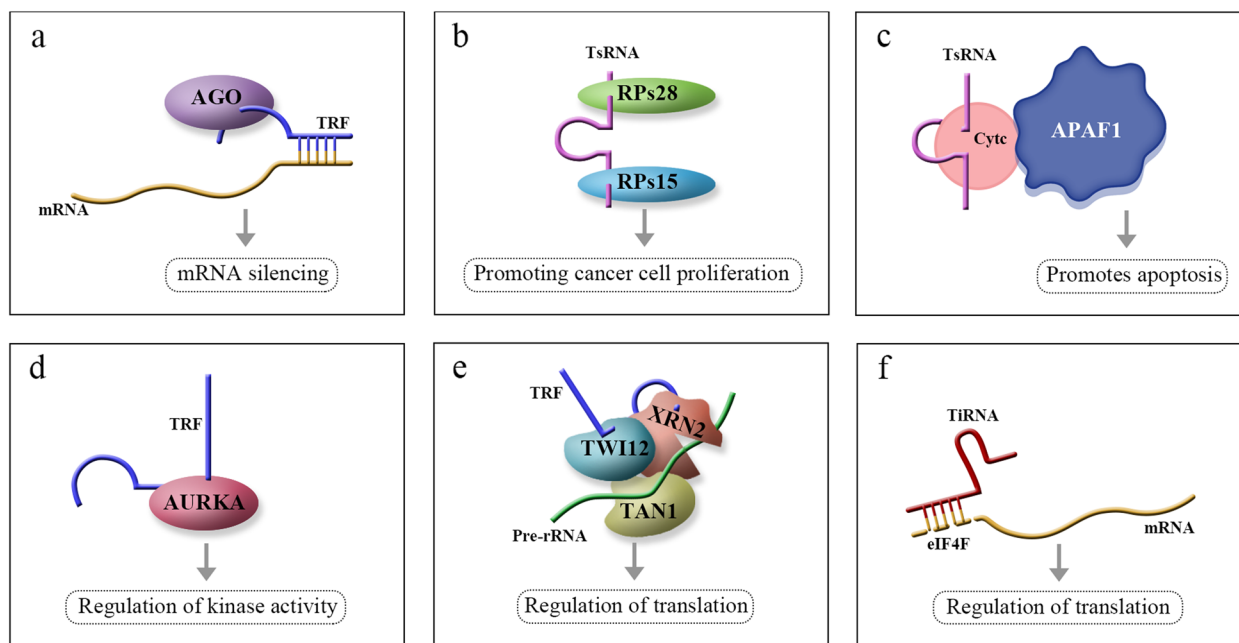 a
AGO
TRF
mRNA
mRNA silencing
b
TsRNA
RPs28
RPs15
Promoting cancer cell proliferation
c
TsRNA
Cytc
APAF1
Promotes apoptosis
d
TRF
AURKA
Regulation of kinase activity
e
TRF
XRN2
TWI12
TAN1
Pre-rRNA
Regulation of translation
f
TiRNA
eIF4F
mRNA
Regulation of translation